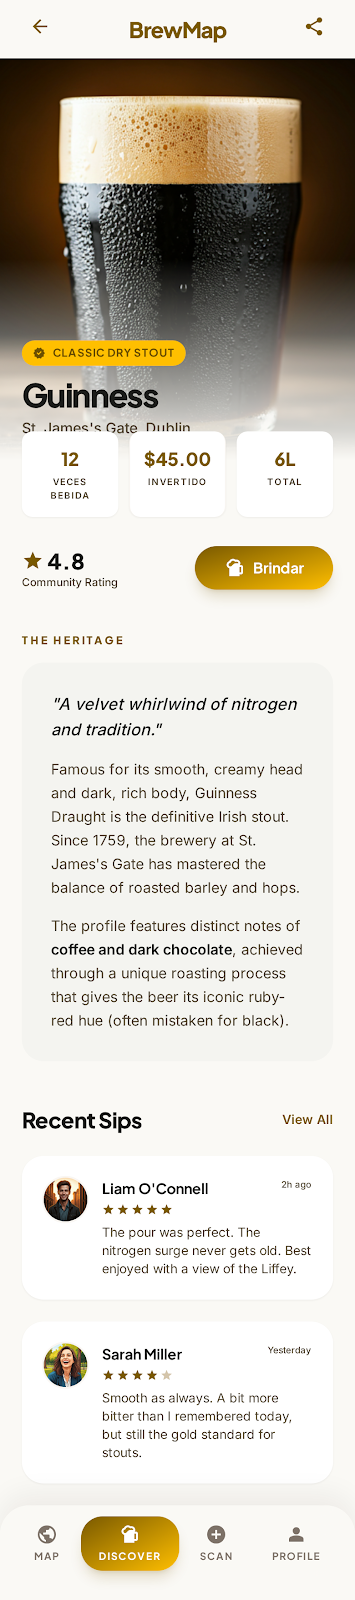 BrewMap
CLASSIC DRY STOUT
Guinness
St. James's Gate, Dublin
12
VECES
BEBIDA
$45.00
INVERTIDO
6L
TOTAL
4.8
Community Rating
Brindar
THE HERITAGE
"A velvet whirlwind of nitrogen
and tradition."
Famous for its smooth, creamy head
and dark, rich body, Guinness
Draught is the definitive Irish stout.
Since 1759, the brewery at St.
James's Gate has mastered the
balance of roasted barley and hops.
The profile features distinct notes of
coffee and dark chocolate, achieved
through a unique roasting process
that gives the beer its iconic ruby-
red hue (often mistaken for black).
Recent Sips
View All
Liam O'Connell
2h ago
The pour was perfect. The
nitrogen surge never gets old. Best
enjoyed with a view of the Liffey.
Sarah Miller
Yesterday
Smooth as always. A bit more
bitter than I remembered today,
but still the gold standard for
stouts.
MAP
DISCOVER
SCAN
PROFILE